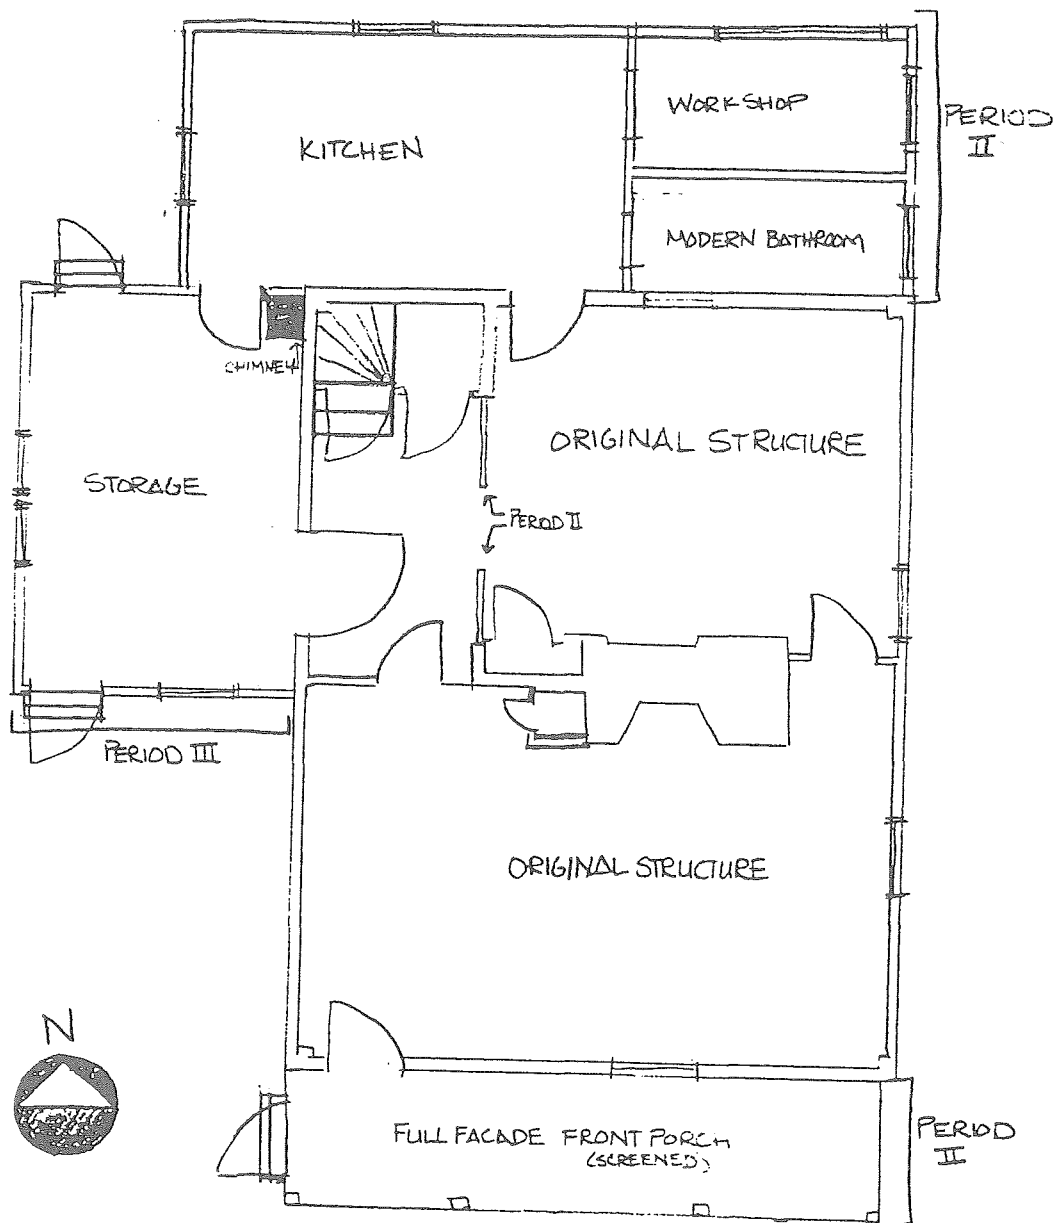 KITCHEN
WORKSHOP
PERIOD
II
MODERN BATHROOM
CHIMNEY
ORIGINAL STRUCTURE
STORAGE
PERIOD II
PERIOD III
ORIGINAL STRUCTURE
N
FULL FACADE FRONT PORCH
(SCREENED)
PERIOD
II